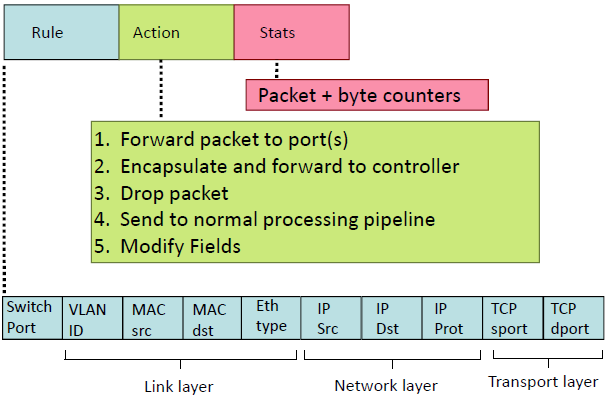 Rule Action Stats
Packet + byte counters
1. Forward packet to port(s)
2. Encapsulate and forward to controller
3. Drop packet
4. Send to normal processing pipeline
5. Modify Fields
Switch Port
VLAN ID
MAC src
MAC dst
Eth type
IP Src
IP Dst
IP Prot
TCP sport
TCP dport
Link layer
Network layer
Transport layer